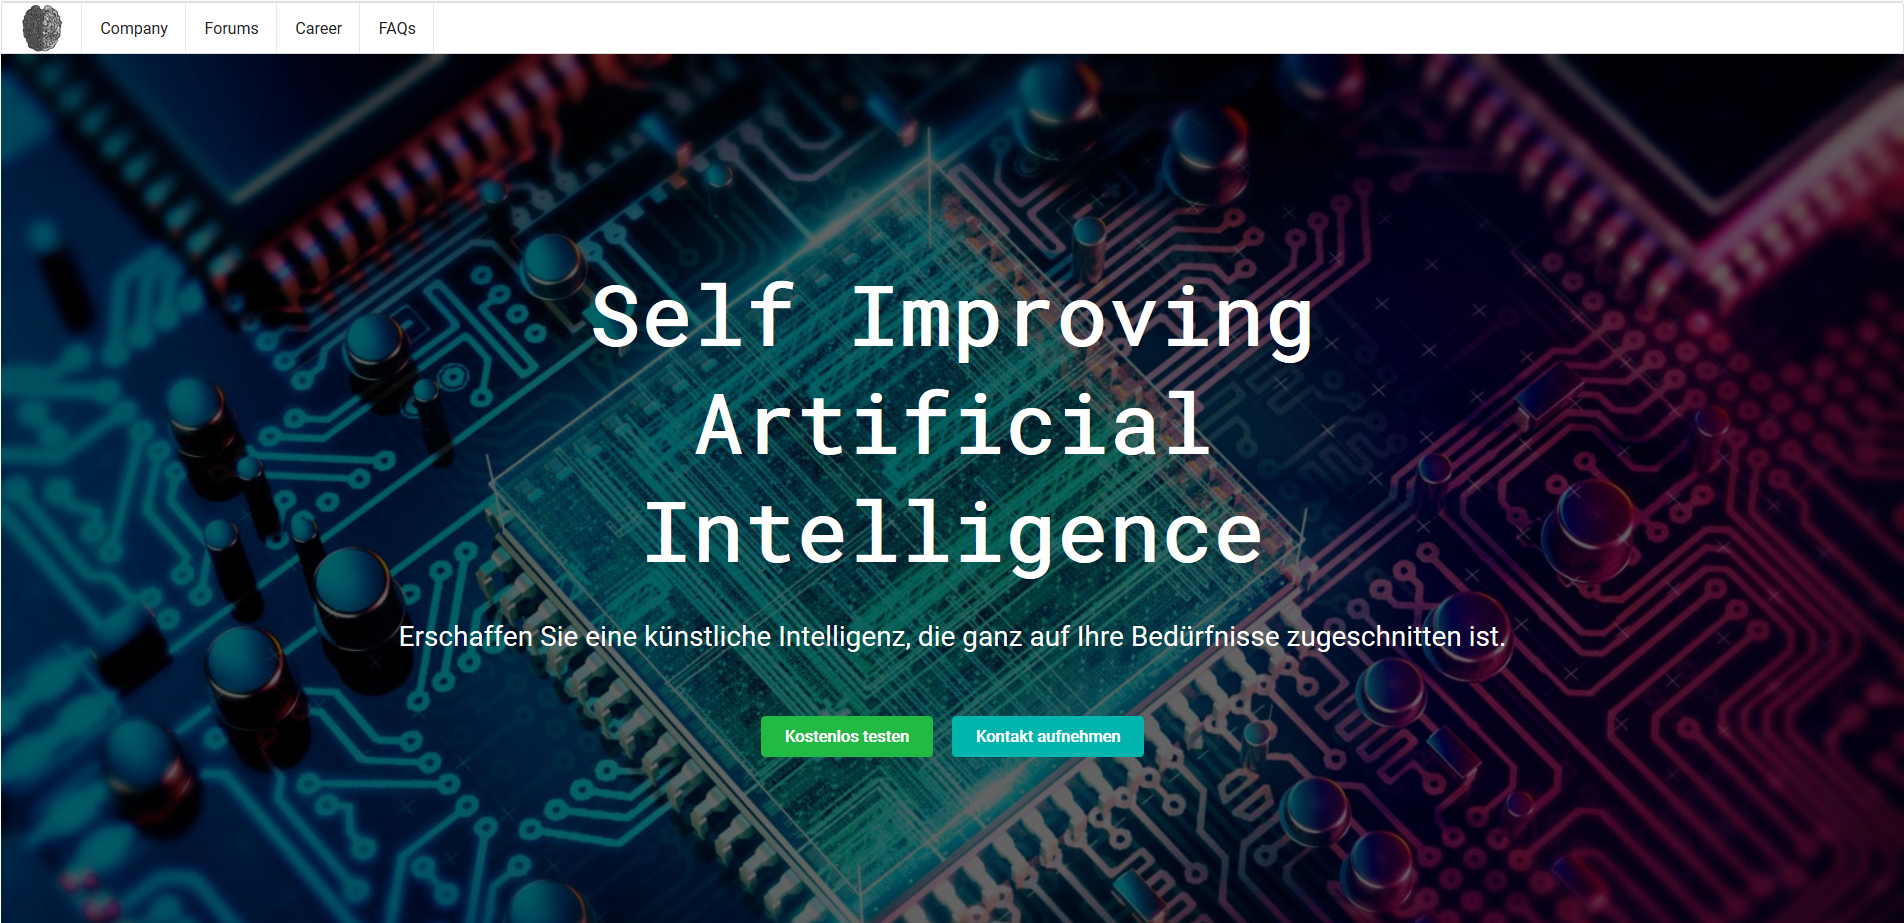 Company Forums Career FAQs
Self Improving
Artificial
Intelligence
Erschaffen Sie eine künstliche Intelligenz, die ganz auf Ihre Bedürfnisse zugeschnitten ist.
Kostenlos testen Kontakt aufnehmen